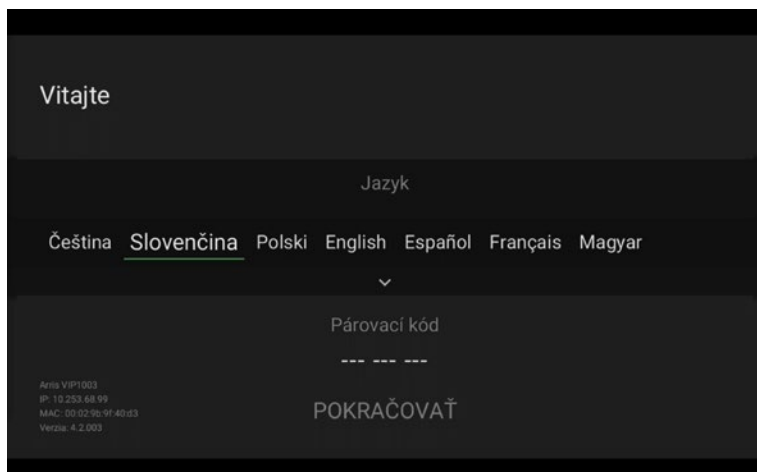 Vitajte
Jazyk
Čeština Slovenčina Polski English Español Français Magyar
Párovací kód
--- --- ---
Arris VIP1003
IP: 10.253.68.99
MAC: 00:02:9b:9f:40:d3
Verzia: 4.2.003
POKRAČOVAŤ